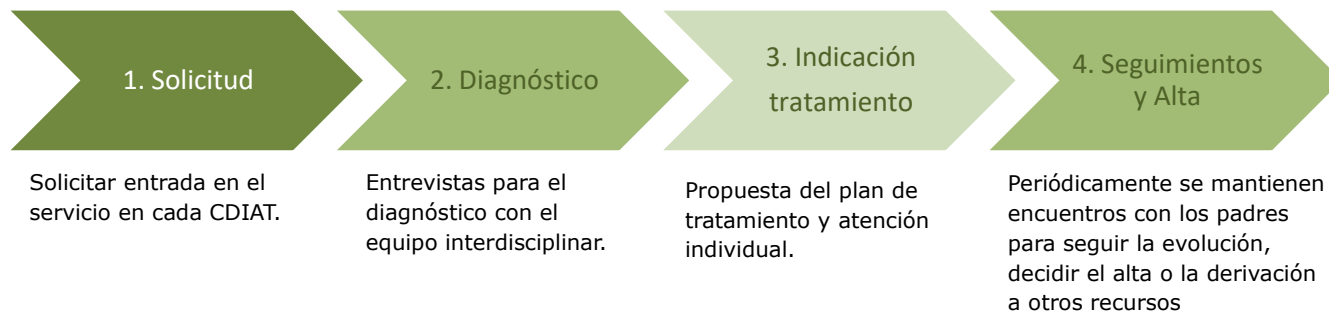 1. Solicitud
Solicitar entrada en el
servicio en cada CDIAT.
2. Diagnóstico
Entrevistas para el
diagnóstico con el
equipo interdisciplinar.
3. Indicación
tratamiento
Propuesta del plan de
tratamiento y atención
individual.
4. Seguimientos
y Alta
Periódicamente se mantienen
encuentros con los padres
para seguir la evolución,
decidir el alta o la derivación
a otros recursos